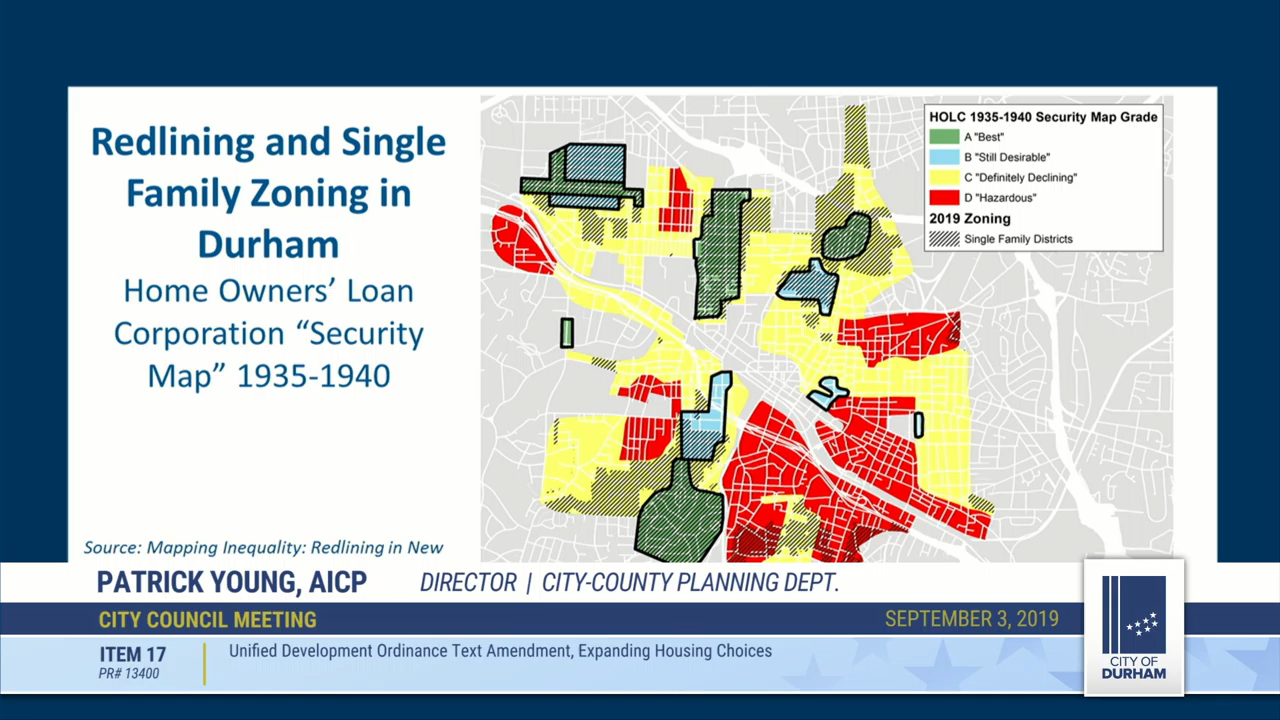 Redlining and Single
Family Zoning in
Durham
Home Owners’ Loan
Corporation “Security
Map” 1935-1940
Source: Mapping Inequality: Redlining in New
HOLC 1935-1940 Security Map Grade
A "Best"
B "Still Desirable"
C "Definitely Declining"
D "Hazardous"
2019 Zoning
Single Family Districts
PATRICK YOUNG, AICP
DIRECTOR | CITY-COUNTY PLANNING DEPT.
CITY COUNCIL MEETING
SEPTEMBER 3, 2019
ITEM 17
PR# 13400
Unified Development Ordinance Text Amendment, Expanding Housing Choices
CITY OF
DURHAM